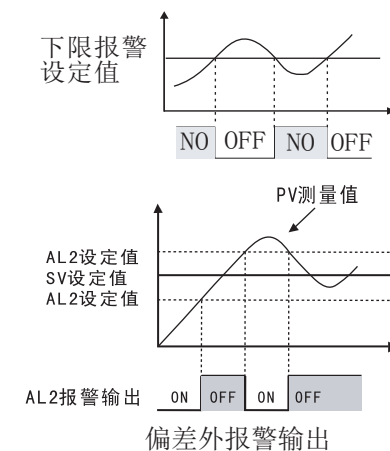 下限报警
设定值
NO OFF NO OFF
PV测量值
AL2设定值
SV设定值
AL2设定值
AL2报警输出 ON OFF ON OFF
偏差外报警输出